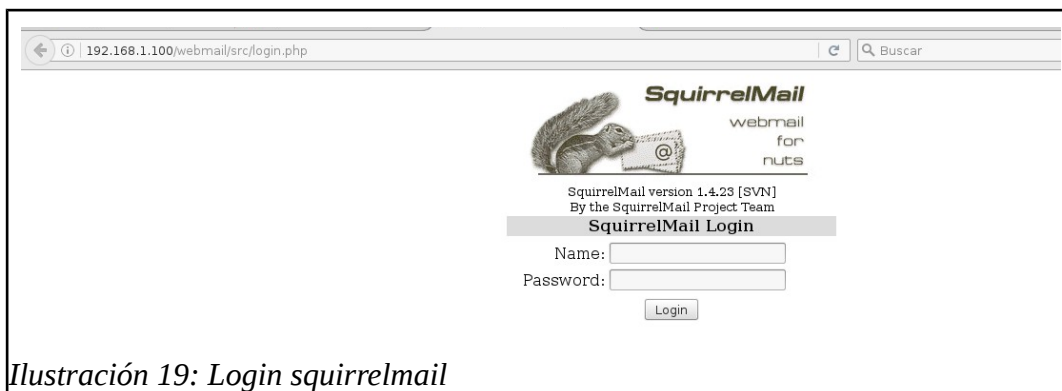 192.168.1.100/webmail/src/login.php
Buscar
SquirrelMail
webmail
for
nuts
@
SquirrelMail version 1.4.23 [SVN]
By the SquirrelMail Project Team
SquirrelMail Login
Name:
Password:
Login
Ilustración 19: Login squirrelmail